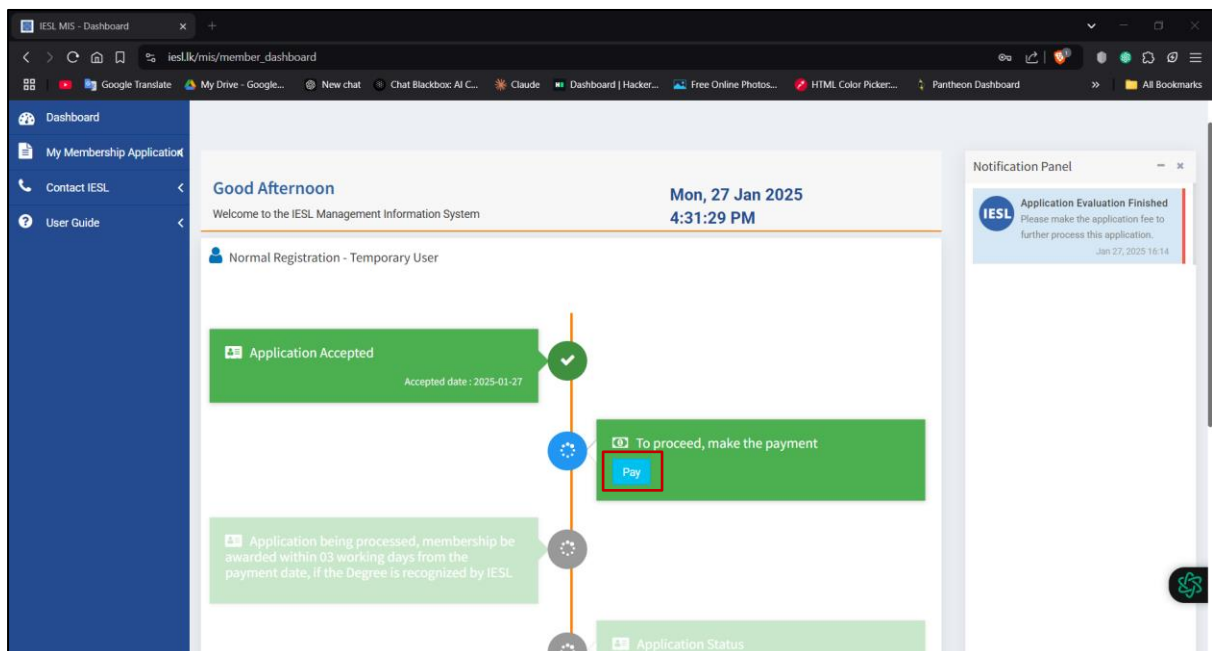 IESL MIS - Dashboard
iesl.lk/mis/member_dashboard
Google Translate
My Drive - Google...
New chat
Chat Blackbox: AI C...
Claude
Dashboard | Hacker...
Free Online Photos...
HTML Color Picker:...
Pantheon Dashboard
All Bookmarks
Dashboard
My Membership Application
Contact IESL
User Guide
Good Afternoon
Welcome to the IESL Management Information System
Mon, 27 Jan 2025
4:31:29 PM
Normal Registration - Temporary User
Application Accepted
Accepted date : 2025-01-27
To proceed, make the payment
Pay
Application being processed, membership be
awarded within 03 working days from the
payment date, if the Degree is recognized by IESL
Application Status
Notification Panel
IESL
Application Evaluation Finished
Please make the application fee to
further process this application.
Jan 27, 2025 16:14